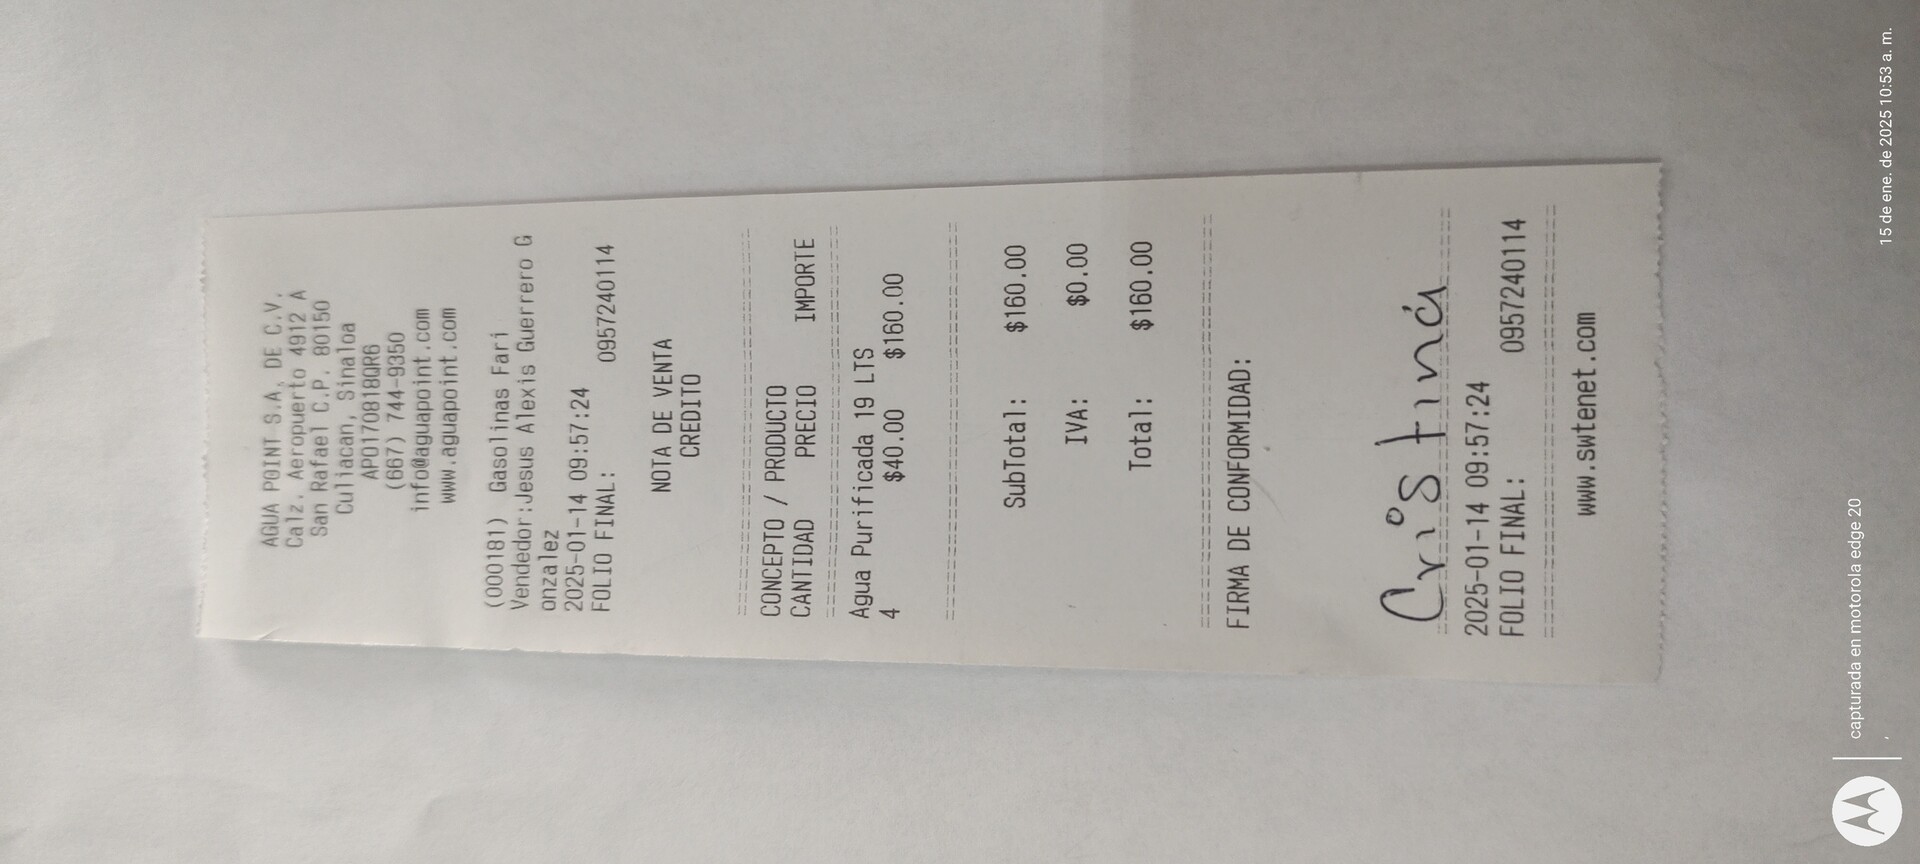 AGUA POINT S.A. DE C.V.
Calz. Aeropuerto 4912 A
San Rafael C.P. 80150
Culiacan, Sinaloa
APO170818QR6
(667) 744-9350
info@aguapoint.com
www.aguapoint.com
(000181) Gasolinas Fari
Vendedor:Jesus Alexis Guerrero G
onzalez
2025-01-14 09:57:24
FOLIO FINAL: 0957240114
NOTA DE VENTA
CREDITO
CONCEPTO / PRODUCTO
CANTIDAD PRECIO IMPORTE
Agua Purificada 19 LTS
4 $40.00 $160.00
SubTotal: $160.00
IVA: $0.00
Total: $160.00
FIRMA DE CONFORMIDAD:
Cristina
2025-01-14 09:57:24
FOLIO FINAL: 0957240114
www.swtenet.com
capturada en motorola edge 20
,
15 de ene. de 2025 10:53 a. m.